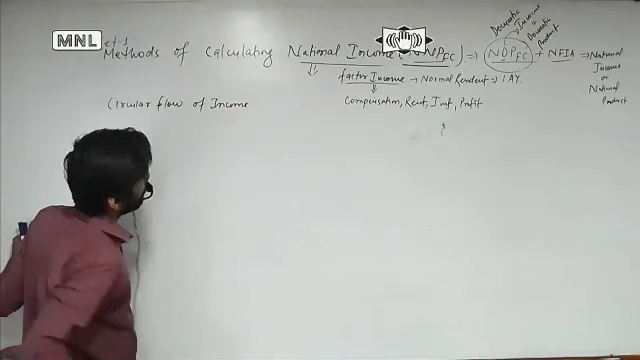 MNL
Methods of Calculating National Income (NNPFC) => NDPFC + NFIA => National Income or National Product
Domestic Income = Domestic Product
factor Income → Normal Resident => 1 AY.
Compensation, Rent, Int, Profit
Circular flow of Income